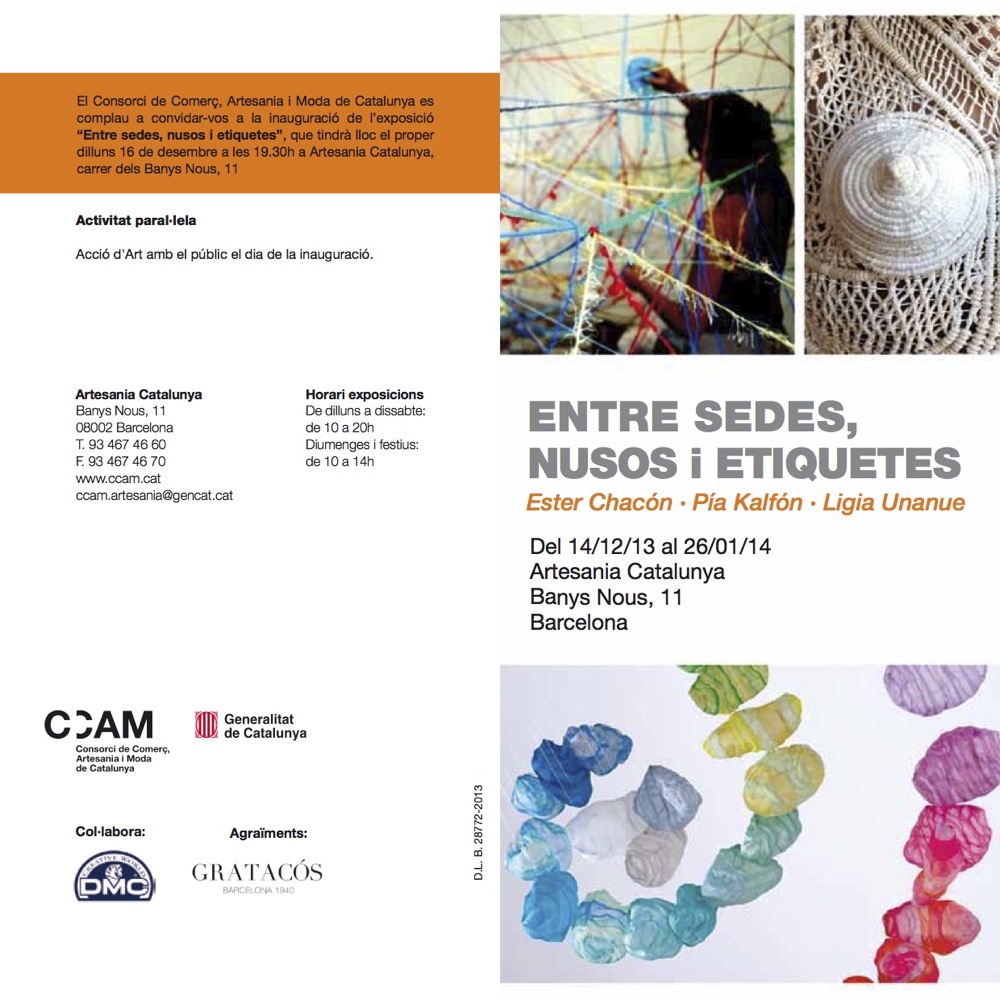 El Consorci de Comerç, Artesania i Moda de Catalunya es
complau a convidar-vos a la inauguració de l'exposició
“Entre sedes, nusos i etiquetes”, que tindrà lloc el proper
dilluns 16 de desembre a les 19.30h a Artesania Catalunya,
carrer dels Banys Nous, 11
Activitat paral·lela
Acció d'Art amb el públic el dia de la inauguració.
Artesania Catalunya
Banys Nous, 11
08002 Barcelona
T. 93 467 46 60
F. 93 467 46 70
www.ccam.cat
ccam.artesania@gencat.cat
Horari exposicions
De dilluns a dissabte:
de 10 a 20h
Diumenges i festius:
de 10 a 14h
CCAM
Consorci de Comerç,
Artesania i Moda
de Catalunya
Generalitat
de Catalunya
Col·labora:
CREATIVE WORLD
DMC
Agraïments:
GRATACÓS
BARCELONA 1940
D.L. B. 28772-2013
ENTRE SEDES,
NUSOS i ETIQUETES
Ester Chacón · Pía Kalfón · Ligia Unanue
Del 14/12/13 al 26/01/14
Artesania Catalunya
Banys Nous, 11
Barcelona